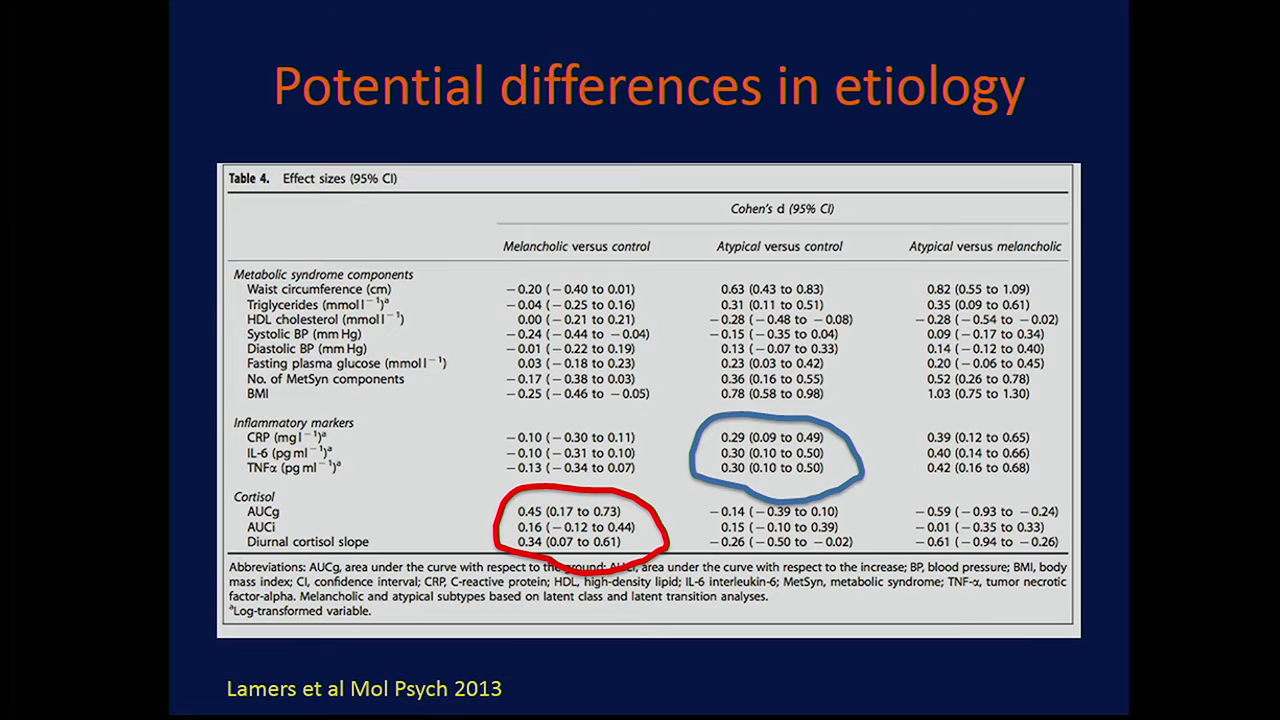 Potential differences in etiology
Table 4. Effect sizes (95% CI)
Cohen's d (95% CI)
Melancholic versus control Atypical versus control Atypical versus melancholic
Metabolic syndrome components
Waist circumference (cm) −0.20 (−0.40 to 0.01) 0.63 (0.43 to 0.83) 0.82 (0.55 to 1.09)
Triglycerides (mmol l⁻¹)ᵃ −0.04 (−0.25 to 0.16) 0.31 (0.11 to 0.51) 0.35 (0.09 to 0.61)
HDL cholesterol (mmol l⁻¹) 0.00 (−0.21 to 0.21) −0.28 (−0.48 to −0.08) −0.28 (−0.54 to −0.02)
Systolic BP (mm Hg) −0.24 (−0.44 to −0.04) −0.15 (−0.35 to 0.04) 0.09 (−0.17 to 0.34)
Diastolic BP (mm Hg) −0.01 (−0.22 to 0.19) 0.13 (−0.07 to 0.33) 0.14 (−0.12 to 0.40)
Fasting plasma glucose (mmol l⁻¹) 0.03 (−0.18 to 0.23) 0.23 (0.03 to 0.42) 0.20 (−0.06 to 0.45)
No. of MetSyn components −0.17 (−0.38 to 0.03) 0.36 (0.16 to 0.55) 0.52 (0.26 to 0.78)
BMI −0.25 (−0.46 to −0.05) 0.78 (0.58 to 0.98) 1.03 (0.75 to 1.30)
Inflammatory markers
CRP (mg l⁻¹)ᵃ −0.10 (−0.30 to 0.11) 0.29 (0.09 to 0.49) 0.39 (0.12 to 0.65)
IL-6 (pg ml⁻¹)ᵃ −0.10 (−0.31 to 0.10) 0.30 (0.10 to 0.50) 0.40 (0.14 to 0.66)
TNFα (pg ml⁻¹)ᵃ −0.13 (−0.34 to 0.07) 0.30 (0.10 to 0.50) 0.42 (0.16 to 0.68)
Cortisol
AUCg 0.45 (0.17 to 0.73) −0.14 (−0.39 to 0.10) −0.59 (−0.93 to −0.24)
AUCi 0.16 (−0.12 to 0.44) 0.15 (−0.10 to 0.39) −0.01 (−0.35 to 0.33)
Diurnal cortisol slope 0.34 (0.07 to 0.61) −0.26 (−0.50 to −0.02) −0.61 (−0.94 to −0.26)
Abbreviations: AUCg, area under the curve with respect to the ground; AUCi, area under the curve with respect to the increase; BP, blood pressure; BMI, body
mass index; CI, confidence interval; CRP, C-reactive protein; HDL, high-density lipid; IL-6 interleukin-6; MetSyn, metabolic syndrome; TNF-α, tumor necrotic
factor-alpha. Melancholic and atypical subtypes based on latent class and latent transition analyses.
ᵃLog-transformed variable.
Lamers et al Mol Psych 2013